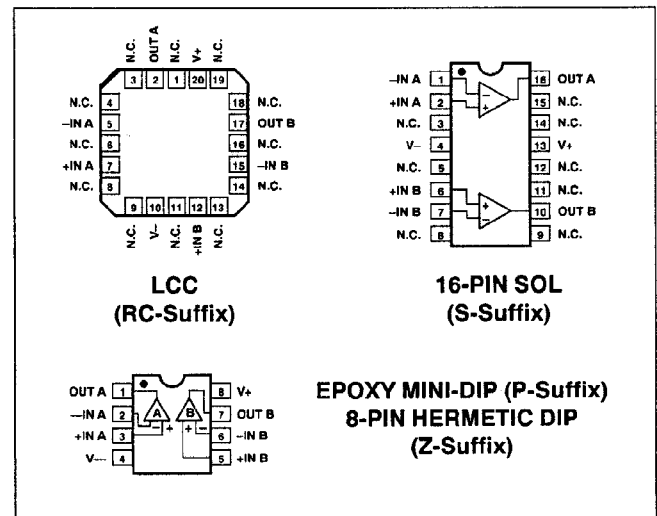 N.C. OUT A N.C. V+ N.C.
3 2 1 20 19
N.C. 4
–IN A 5
N.C. 6
+IN A 7
N.C. 8
18 N.C.
17 OUT B
16 N.C.
15 –IN B
14 N.C.
9 10 11 12 13
N.C. V– N.C. +IN B N.C.
LCC
(RC-Suffix)
–IN A 1
+IN A 2
N.C. 3
V– 4
N.C. 5
+IN B 6
–IN B 7
N.C. 8
– +
+ –
16 OUT A
15 N.C.
14 N.C.
13 V+
12 N.C.
11 N.C.
10 OUT B
9 N.C.
16-PIN SOL
(S-Suffix)
OUT A 1
–IN A 2
+IN A 3
V– 4
A B
– + + –
8 V+
7 OUT B
6 –IN B
5 +IN B
EPOXY MINI-DIP (P-Suffix)
8-PIN HERMETIC DIP
(Z-Suffix)